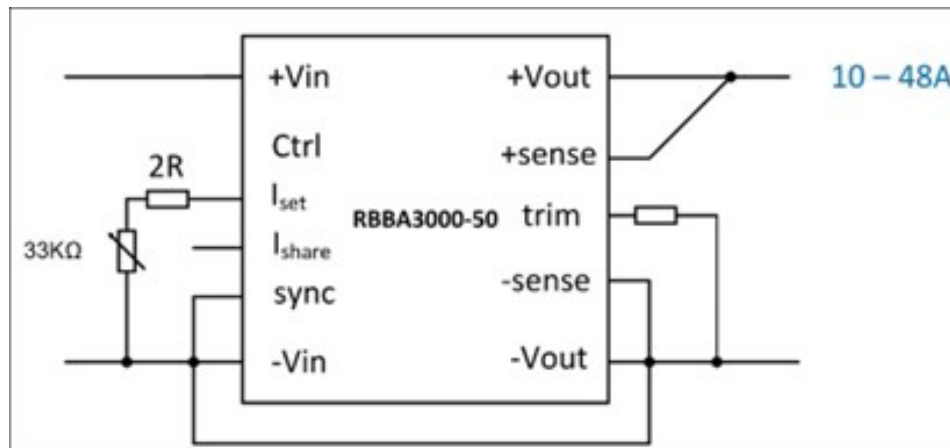 +Vin
+Vout
10 – 48A
Ctrl
+sense
2R
Iset
RBBA3000-50
trim
33KΩ
Ishare
sync
-sense
-Vin
-Vout